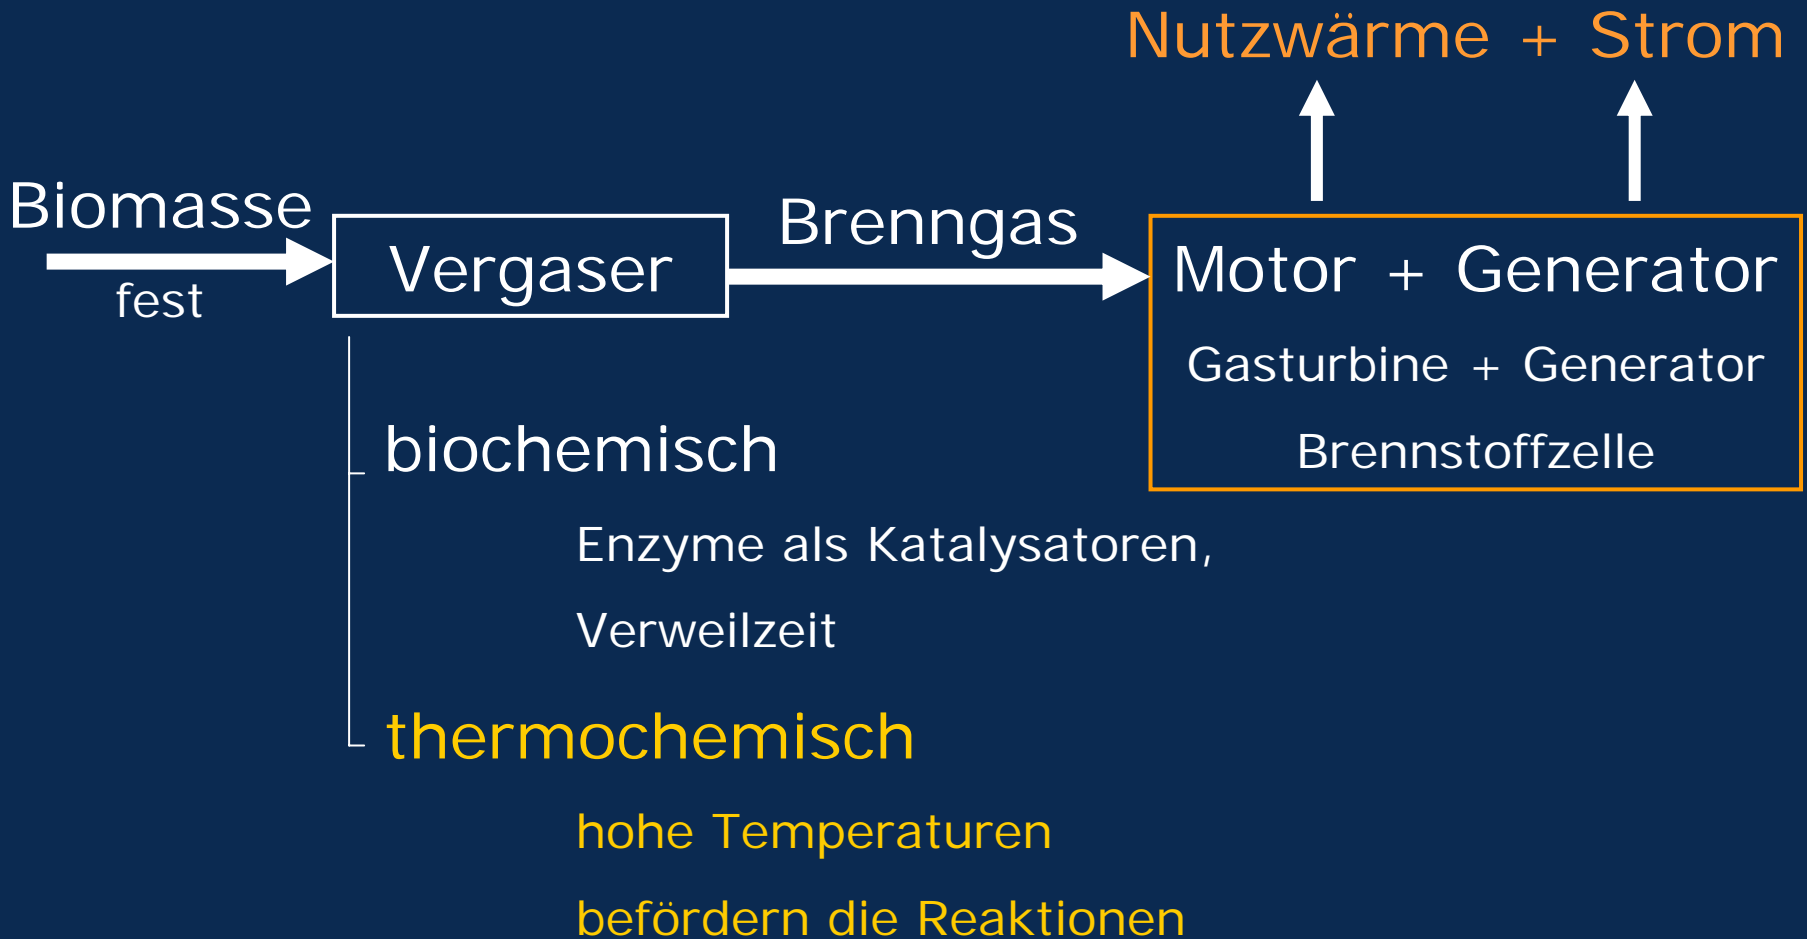 Nutzwärme + Strom
Biomasse
fest
Vergaser
Brenngas
Motor + Generator
Gasturbine + Generator
Brennstoffzelle
biochemisch
Enzyme als Katalysatoren,
Verweilzeit
thermochemisch
hohe Temperaturen
befördern die Reaktionen